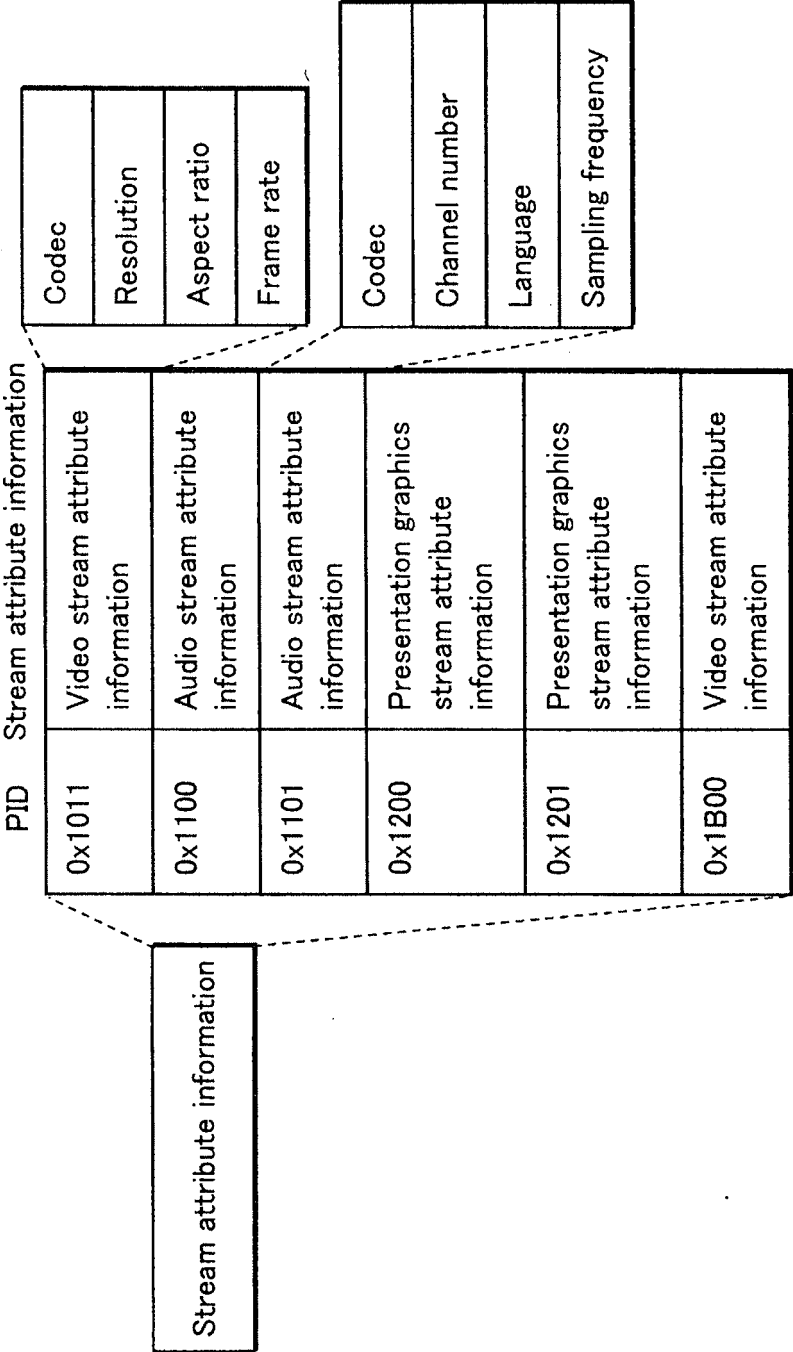 Stream attribute information
PID
Stream attribute information
0x1011
Video stream attribute
information
0x1100
Audio stream attribute
information
0x1101
Audio stream attribute
information
0x1200
Presentation graphics
stream attribute
information
0x1201
Presentation graphics
stream attribute
information
0x1B00
Video stream attribute
information
Codec
Resolution
Aspect ratio
Frame rate
Codec
Channel number
Language
Sampling frequency